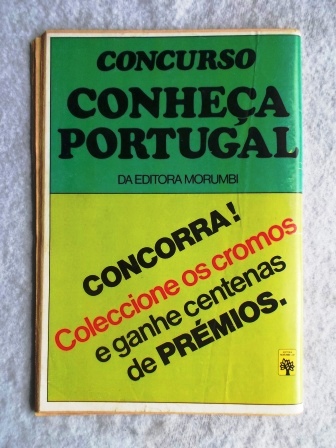 CONCURSO
CONHEÇA
PORTUGAL
DA EDITORA MORUMBI
CONCORRA!
Coleccione os cromos
e ganhe centenas
de PRÉMIOS.